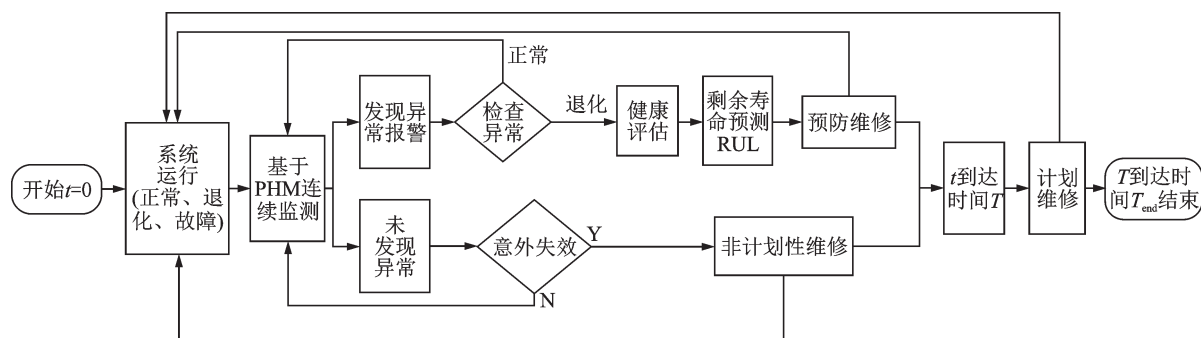 开始t=0
系统
运行
(正常、退
化、故障)
基于
PHM连
续监测
发现异
常报警
检查
异常
正常
退化
健康
评估
剩余寿
命预测
RUL
预防维修
未
发现
异常
意外失效
Y
N
非计划性维修
t到达
时间T
计划
维修
T到达时
间Tend结束